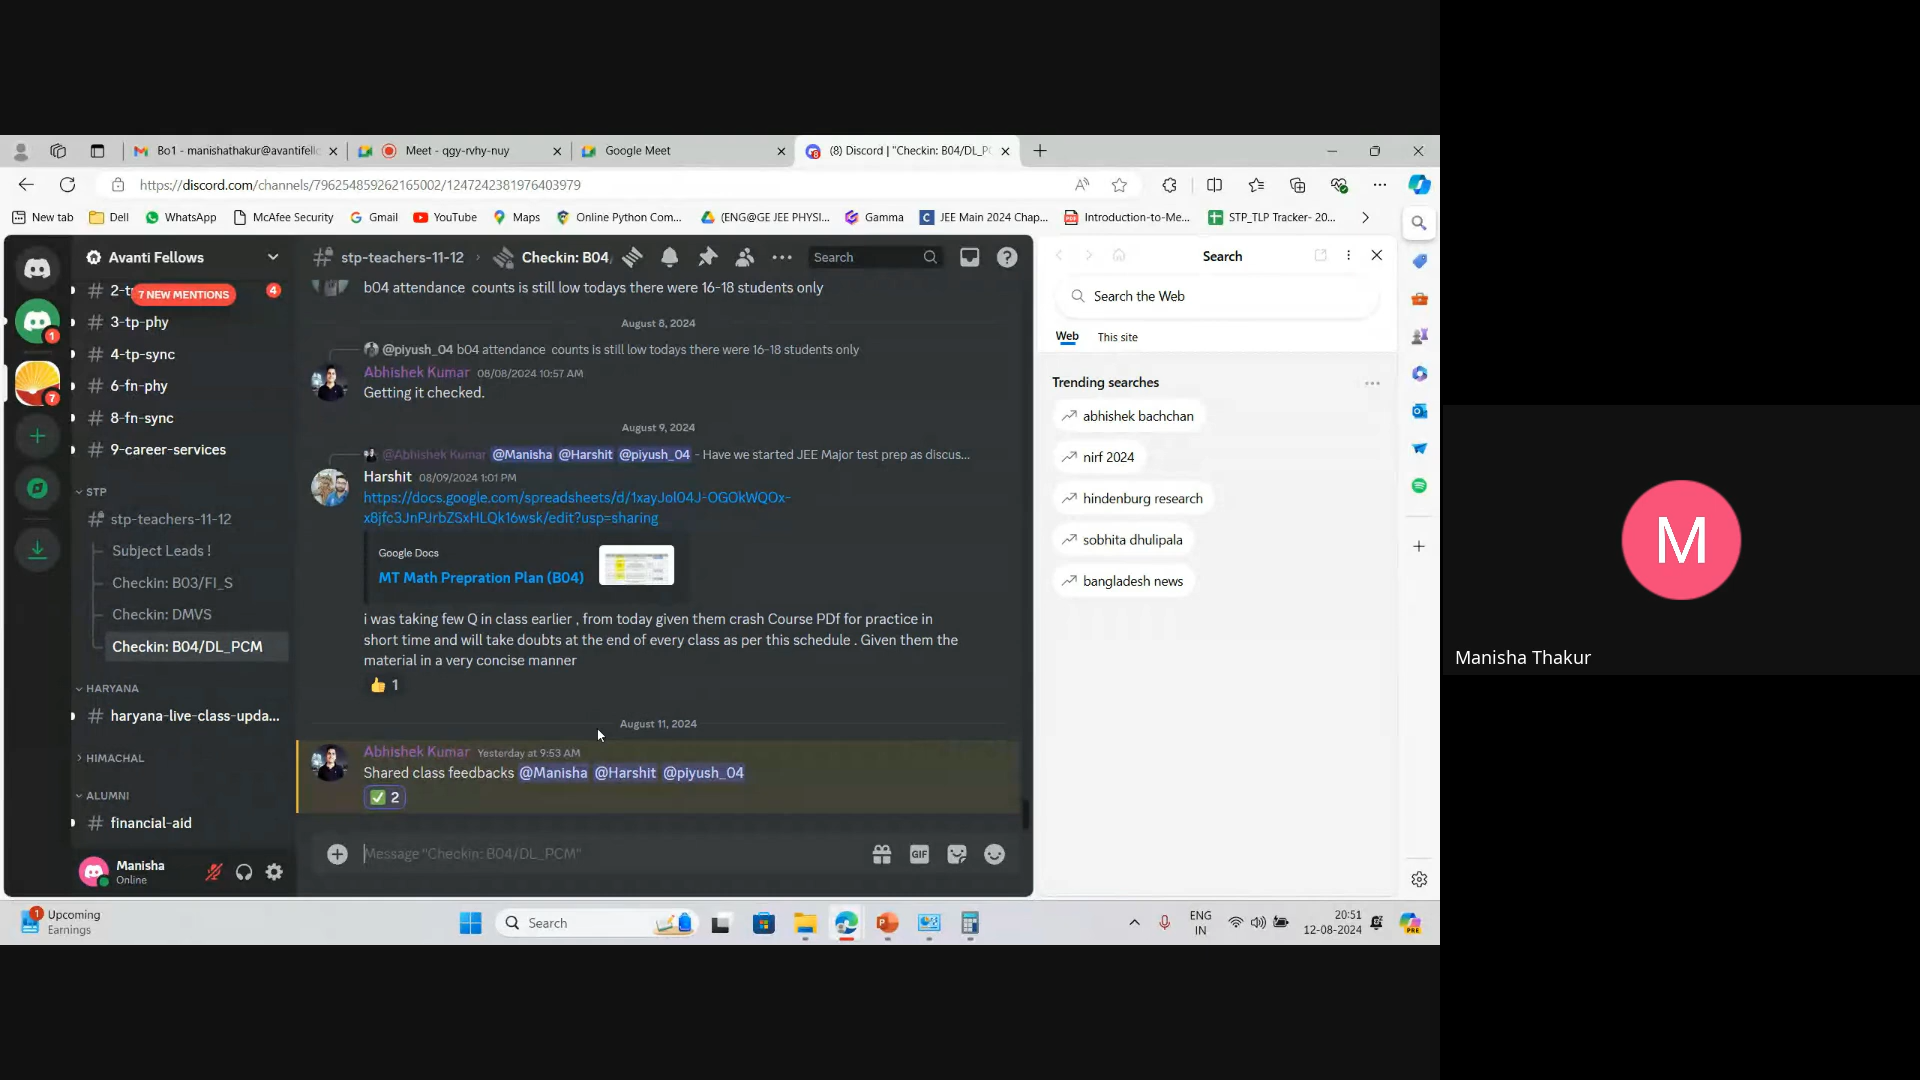 Bo1 - manishathakur@avantifell
Meet - qgy-rvhy-nuy
Google Meet
(8) Discord | "Checkin: B04/DL_PC
https://discord.com/channels/796254859262165002/1247242381976403979
New tab
Dell
WhatsApp
McAfee Security
Gmail
YouTube
Maps
Online Python Com...
(ENG@GE JEE PHYSI...
Gamma
JEE Main 2024 Chap...
Introduction-to-Me...
STP_TLP Tracker- 20...
Avanti Fellows
7 NEW MENTIONS
4
3-tp-phy
4-tp-sync
6-fn-phy
8-fn-sync
9-career-services
STP
stp-teachers-11-12
Subject Leads !
Checkin: B03/FI_S
Checkin: DMVS
Checkin: B04/DL_PCM
HARYANA
haryana-live-class-upda...
HIMACHAL
ALUMNI
financial-aid
1
7
Manisha
Online
stp-teachers-11-12
Checkin: B04
Search
b04 attendance counts is still low todays there were 16-18 students only
August 8, 2024
@piyush_04 b04 attendance counts is still low todays there were 16-18 students only
Abhishek Kumar 08/08/2024 10:57 AM
Getting it checked.
August 9, 2024
@Abhishek Kumar @Manisha @Harshit @piyush_04 - Have we started JEE Major test prep as discus...
Harshit 08/09/2024 1:01 PM
https://docs.google.com/spreadsheets/d/1xayJol04J-OGOkWQOx-
x8jfc3JnPJrbZSxHLQk16wsk/edit?usp=sharing
Google Docs
MT Math Prepration Plan (B04)
i was taking few Q in class earlier , from today given them crash Course PDf for practice in
short time and will take doubts at the end of every class as per this schedule . Given them the
material in a very concise manner
1
August 11, 2024
Abhishek Kumar Yesterday at 9:53 AM
Shared class feedbacks @Manisha @Harshit @piyush_04
2
Message "Checkin: B04/DL_PCM"
GIF
Search
Search the Web
Web
This site
Trending searches
abhishek bachchan
nirf 2024
hindenburg research
sobhita dhulipala
bangladesh news
M
Manisha Thakur
1
Upcoming
Earnings
Search
ENG
IN
20:51
12-08-2024
PRE